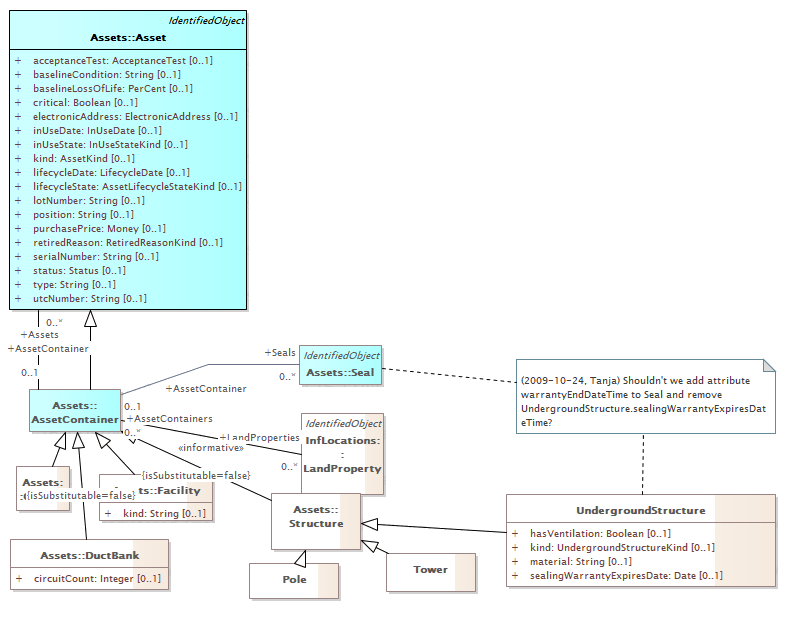 IdentifiedObject
Assets::Asset
+ acceptanceTest: AcceptanceTest [0..1]
+ baselineCondition: String [0..1]
+ baselineLossOfLife: PerCent [0..1]
+ critical: Boolean [0..1]
+ electronicAddress: ElectronicAddress [0..1]
+ inUseDate: InUseDate [0..1]
+ inUseState: InUseStateKind [0..1]
+ kind: AssetKind [0..1]
+ lifecycleDate: LifecycleDate [0..1]
+ lifecycleState: AssetLifecycleStateKind [0..1]
+ lotNumber: String [0..1]
+ position: String [0..1]
+ purchasePrice: Money [0..1]
+ retiredReason: RetiredReasonKind [0..1]
+ serialNumber: String [0..1]
+ status: Status [0..1]
+ type: String [0..1]
+ utcNumber: String [0..1]
0..*
+Assets
+AssetContainer
0..1
+Seals
0..*
IdentifiedObject
Assets::Seal
+AssetContainer
0..1
(2009-10-24, Tanja) Shouldn't we add attribute
warrantyEndDateTime to Seal and remove
UndergroundStructure.sealingWarrantyExpiresDat
eTime?
Assets::
AssetContainer
+AssetContainers
0..*
+LandProperties
«informative»
0..*
IdentifiedObject
InfLocations:
:
LandProperty
Assets:
{isSubstitutable=false}
{isSubstitutable=false}
ts::Facility
+ kind: String [0..1]
Assets::
Structure
UndergroundStructure
+ hasVentilation: Boolean [0..1]
+ kind: UndergroundStructureKind [0..1]
+ material: String [0..1]
+ sealingWarrantyExpiresDate: Date [0..1]
Assets::DuctBank
+ circuitCount: Integer [0..1]
Pole
Tower